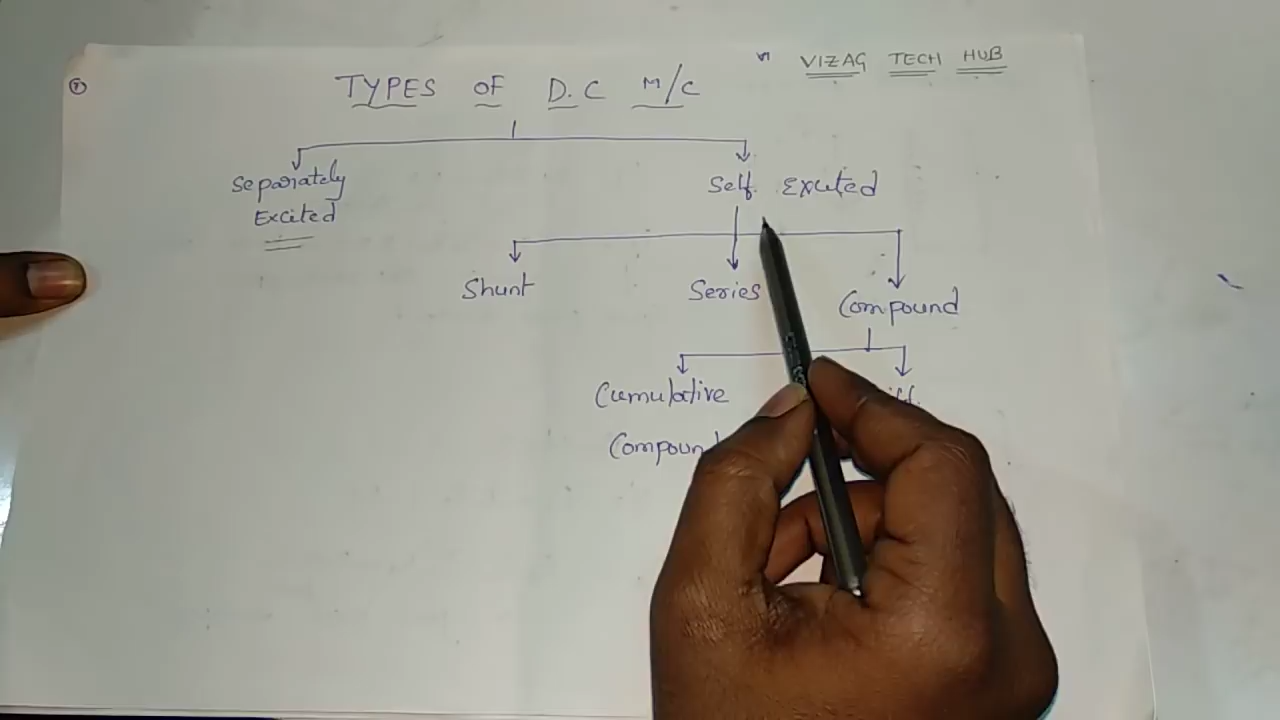 VIZAG TECH HUB
TYPES OF D.C M/C
Separately
Excited
Self Excited
Shunt
Series
Compound
Cumulative
Compound